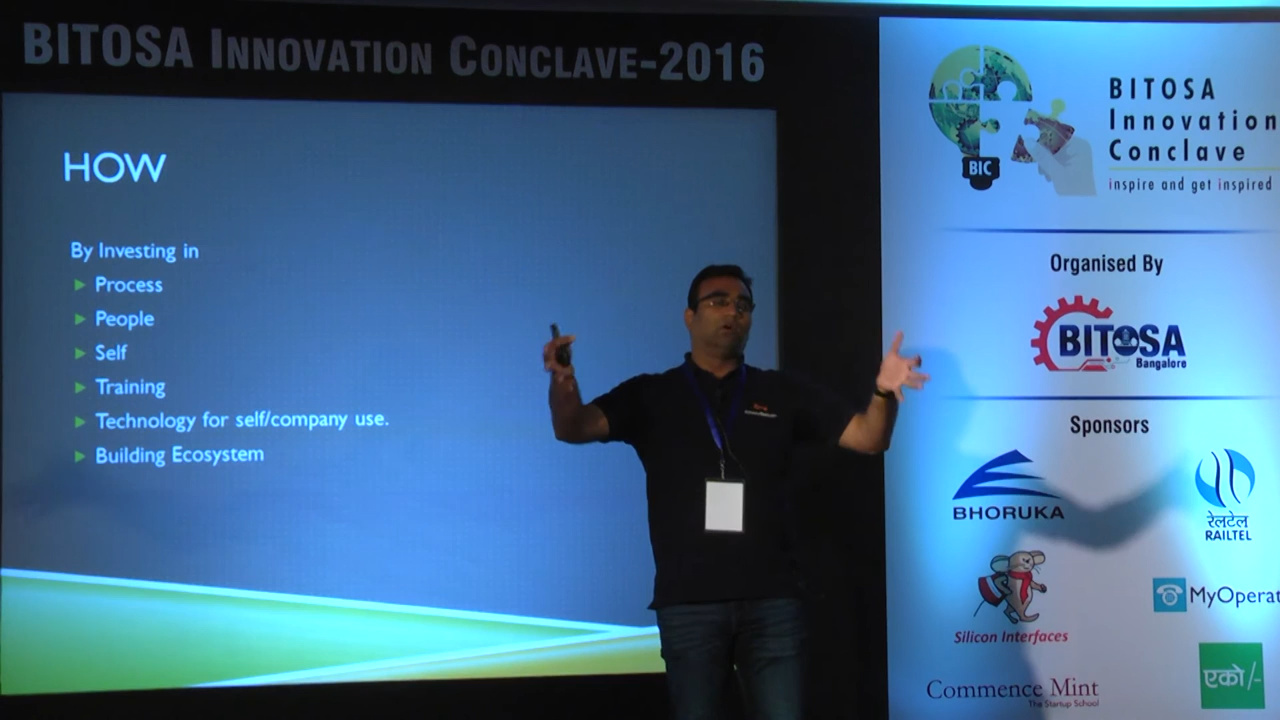 BITOSA INNOVATION CONCLAVE-2016
HOW
By Investing in
Process
People
Self
Training
Technology for self/company use.
Building Ecosystem
BIC
BITOSA
Innovation
Conclave
inspire and get inspired
Organised By
BITOSA
Bangalore
Sponsors
BHORUKA
रेलटेल
RAILTEL
Silicon Interfaces
MyOperat
Commence Mint
The Startup School
एको/-